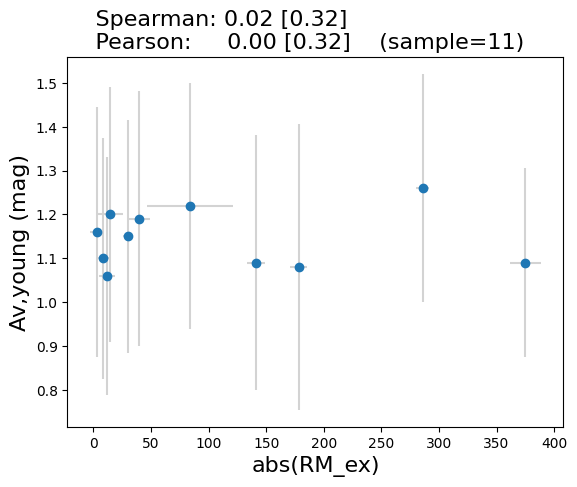 Spearman: 0.02 [0.32]
Pearson: 0.00 [0.32] (sample=11)
Av,young (mag)
1.5
1.4
1.3
1.2
1.1
1.0
0.9
0.8
0 50 100 150 200 250 300 350 400
abs(RM_ex)